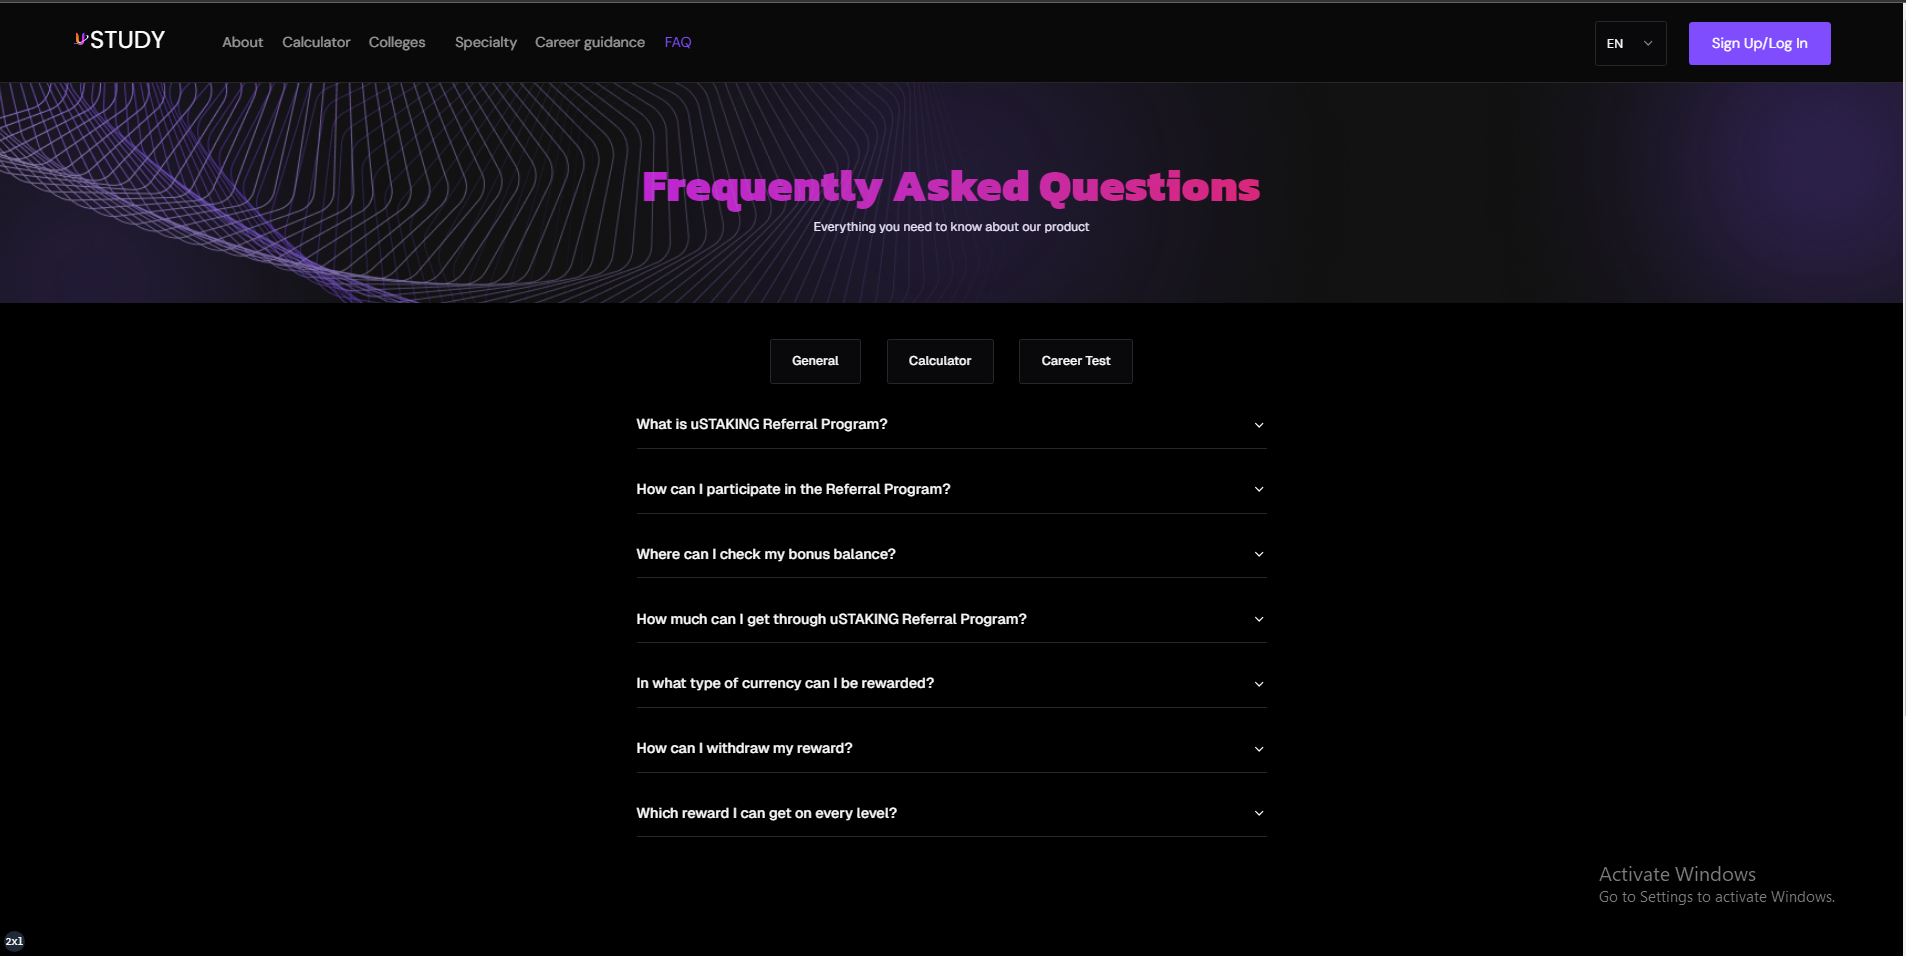 uSTUDY
About Calculator Colleges Specialty Career guidance FAQ
EN
Sign Up/Log In
Frequently Asked Questions
Everything you need to know about our product
General Calculator Career Test
What is uSTAKING Referral Program?
How can I participate in the Referral Program?
Where can I check my bonus balance?
How much can I get through uSTAKING Referral Program?
In what type of currency can I be rewarded?
How can I withdraw my reward?
Which reward I can get on every level?
Activate Windows
Go to Settings to activate Windows.
2xl